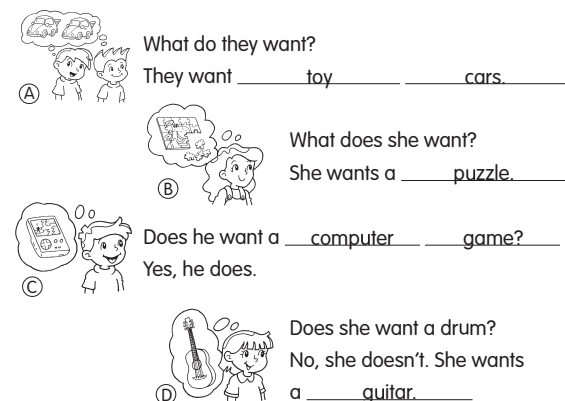 What do they want?
They want toy cars.
A
What does she want?
She wants a puzzle.
B
Does he want a computer game?
Yes, he does.
C
Does she want a drum?
No, she doesn't. She wants
a guitar.
D